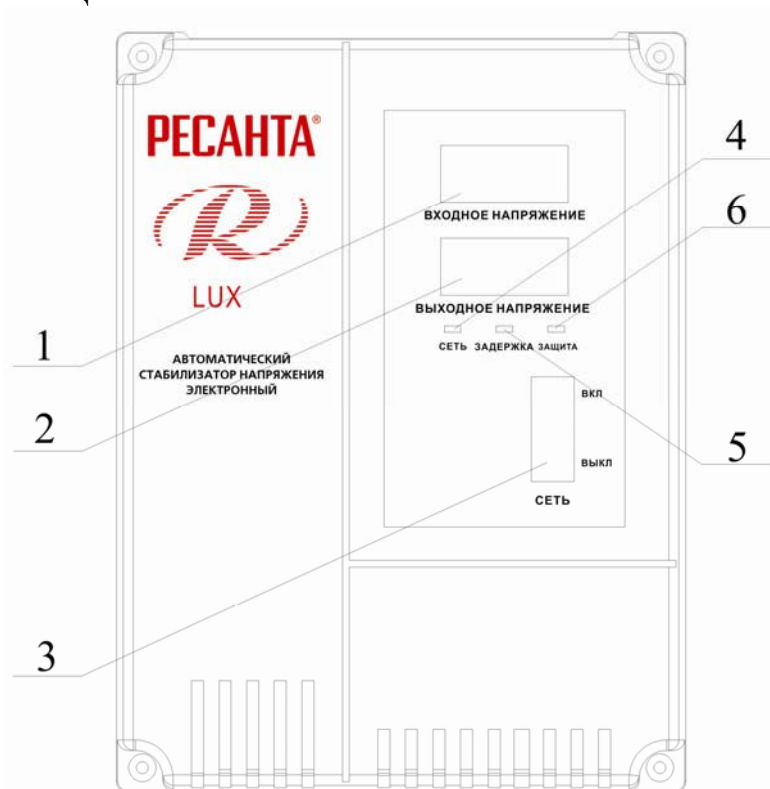 РЕСАНТА®
R
LUX
АВТОМАТИЧЕСКИЙ
СТАБИЛИЗАТОР НАПРЯЖЕНИЯ
ЭЛЕКТРОННЫЙ
1
2
3
ВХОДНОЕ НАПРЯЖЕНИЕ
ВЫХОДНОЕ НАПРЯЖЕНИЕ
СЕТЬ ЗАДЕРЖКА ЗАЩИТА
ВКЛ
ВЫКЛ
СЕТЬ
4
6
5